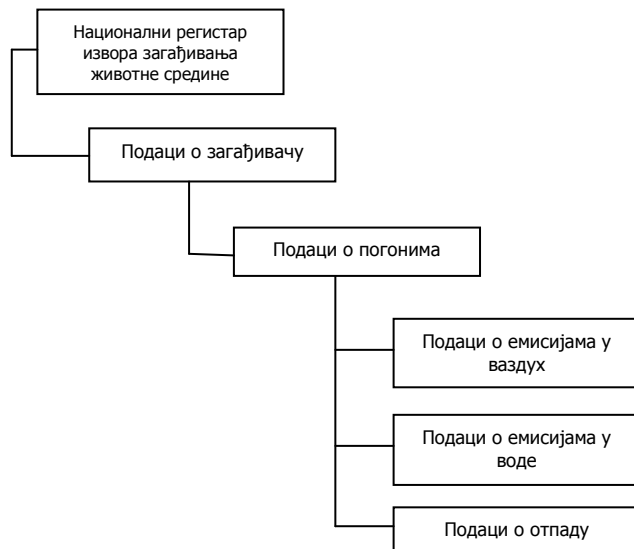 Национални регистар
извора загађивања
животне средине
Подаци о загађивачу
Подаци о погонима
Подаци о емисијама у
ваздух
Подаци о емисијама у
воде
Подаци о отпаду